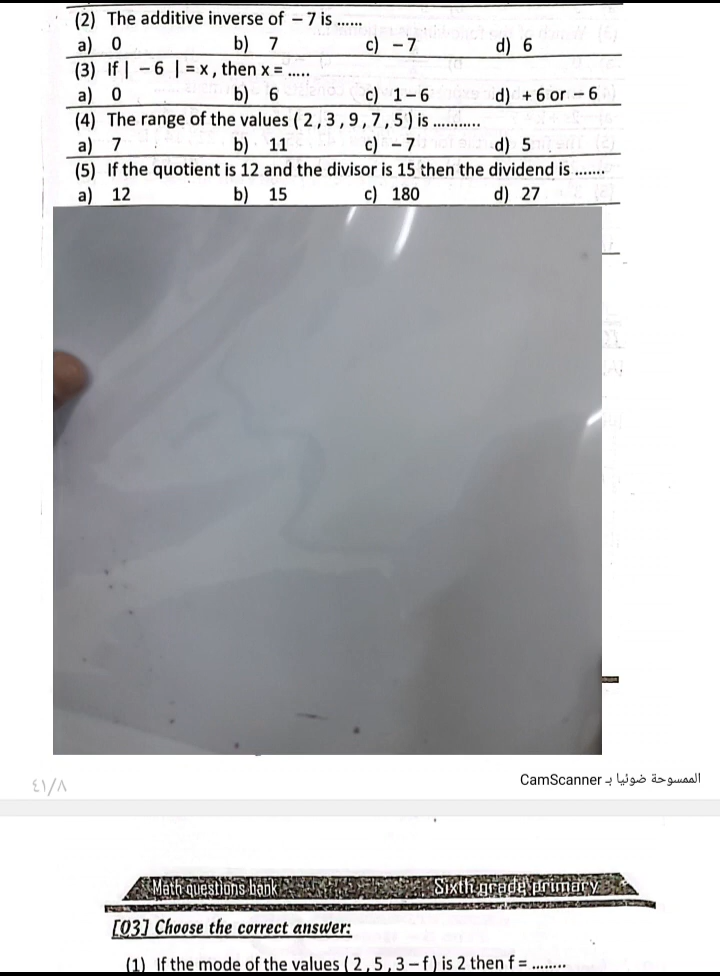 (2) The additive inverse of – 7 is ......
a) 0 b) 7 c) – 7 d) 6
(3) If | – 6 | = x , then x = .....
a) 0 b) 6 c) 1 – 6 d) + 6 or – 6
(4) The range of the values ( 2 , 3 , 9 , 7 , 5 ) is ...........
a) 7 b) 11 c) – 7 d) 5
(5) If the quotient is 12 and the divisor is 15 then the dividend is .......
a) 12 b) 15 c) 180 d) 27
الممسوحة ضوئيا بـ CamScanner
٤١/٨
Math questions bank Sixth grade primary
[03] Choose the correct answer:
(1) If the mode of the values ( 2 , 5 , 3 – f ) is 2 then f = ........